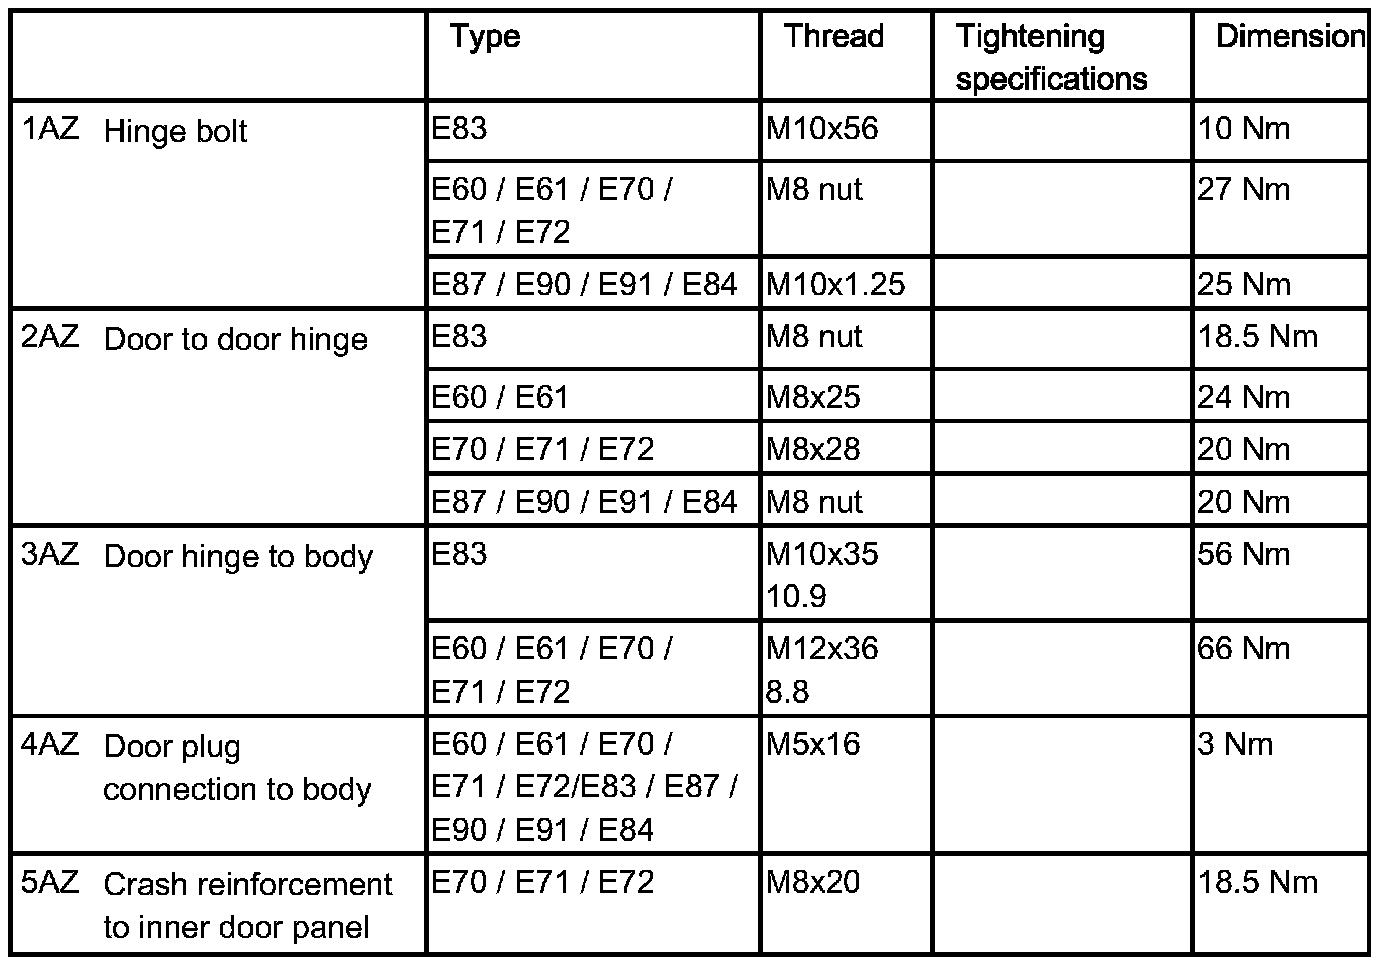 Type Thread Tightening Dimension
specifications
1AZ Hinge bolt E83 M10x56 10 Nm
E60 / E61 / E70 / M8 nut 27 Nm
E71 / E72
E87 / E90 / E91 / E84 M10x1.25 25 Nm
2AZ Door to door hinge E83 M8 nut 18.5 Nm
E60 / E61 M8x25 24 Nm
E70 / E71 / E72 M8x28 20 Nm
E87 / E90 / E91 / E84 M8 nut 20 Nm
3AZ Door hinge to body E83 M10x35 56 Nm
10.9
E60 / E61 / E70 / M12x36 66 Nm
E71 / E72 8.8
4AZ Door plug E60 / E61 / E70 / M5x16 3 Nm
connection to body E71 / E72/E83 / E87 /
E90 / E91 / E84
5AZ Crash reinforcement E70 / E71 / E72 M8x20 18.5 Nm
to inner door panel